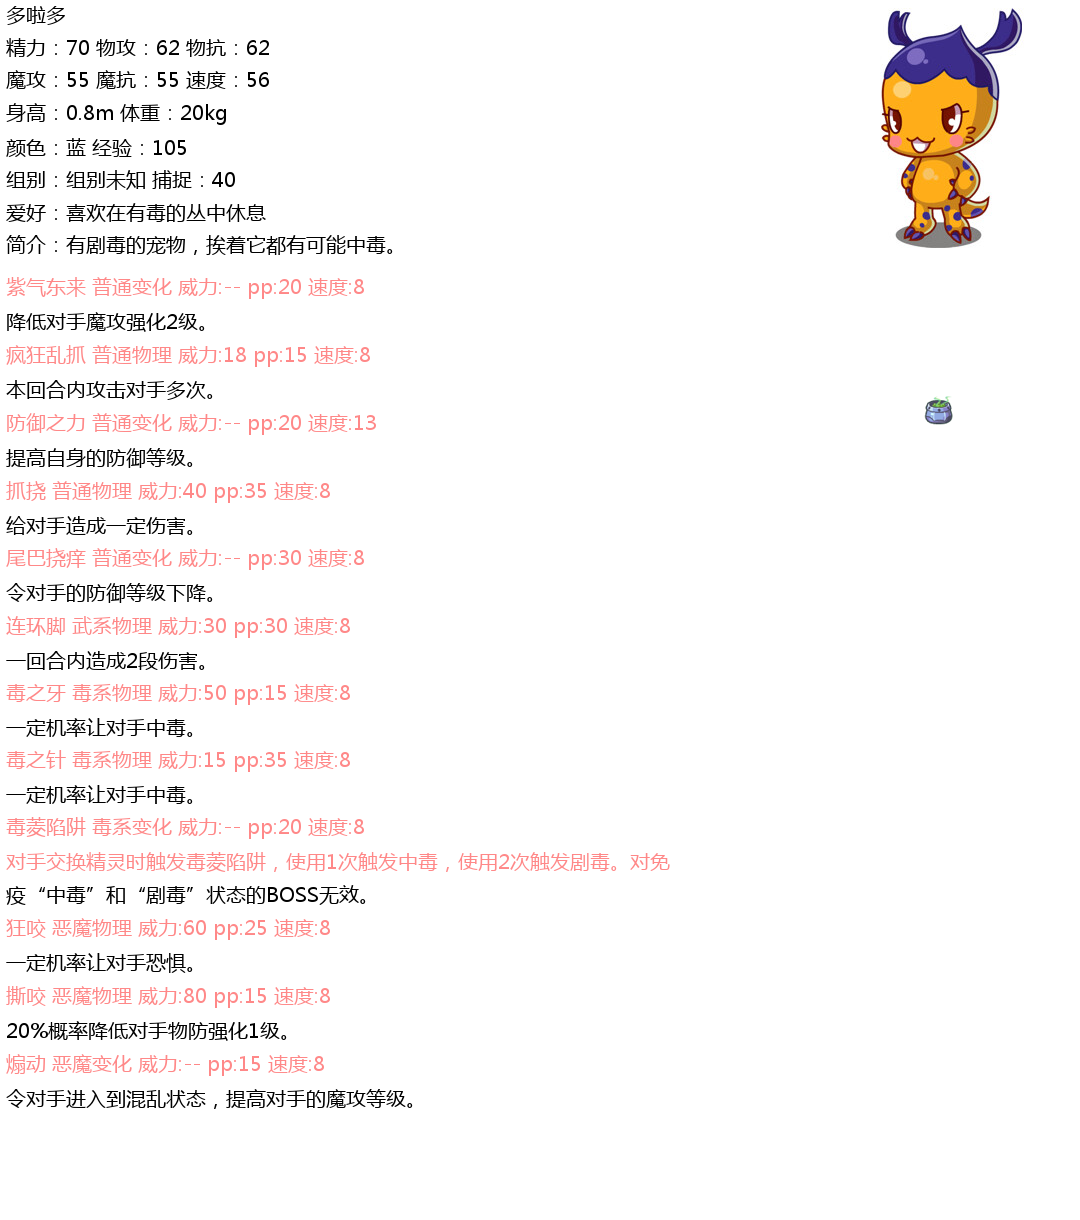 多啦多
精力：70 物攻：62 物抗：62
魔攻：55 魔抗：55 速度：56
身高：0.8m 体重：20kg
颜色：蓝 经验：105
组别：组别未知 捕捉：40
爱好：喜欢在有毒的丛中休息
简介：有剧毒的宠物，挨着它都有可能中毒。
紫气东来 普通变化 威力:-- pp:20 速度:8
降低对手魔攻强化2级。
疯狂乱抓 普通物理 威力:18 pp:15 速度:8
本回合内攻击对手多次。
防御之力 普通变化 威力:-- pp:20 速度:13
提高自身的防御等级。
抓挠 普通物理 威力:40 pp:35 速度:8
给对手造成一定伤害。
尾巴挠痒 普通变化 威力:-- pp:30 速度:8
令对手的防御等级下降。
连环脚 武系物理 威力:30 pp:30 速度:8
一回合内造成2段伤害。
毒之牙 毒系物理 威力:50 pp:15 速度:8
一定机率让对手中毒。
毒之针 毒系物理 威力:15 pp:35 速度:8
一定机率让对手中毒。
毒菱陷阱 毒系变化 威力:-- pp:20 速度:8
对手交换精灵时触发毒菱陷阱，使用1次触发中毒，使用2次触发剧毒。对免
疫“中毒”和“剧毒”状态的BOSS无效。
狂咬 恶魔物理 威力:60 pp:25 速度:8
一定机率让对手恐惧。
撕咬 恶魔物理 威力:80 pp:15 速度:8
20%概率降低对手物防强化1级。
煽动 恶魔变化 威力:-- pp:15 速度:8
令对手进入到混乱状态，提高对手的魔攻等级。